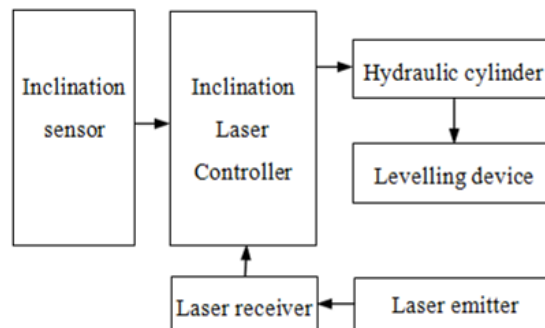 Inclination
sensor
Inclination
Laser
Controller
Hydraulic cylinder
Levelling device
Laser receiver
Laser emitter